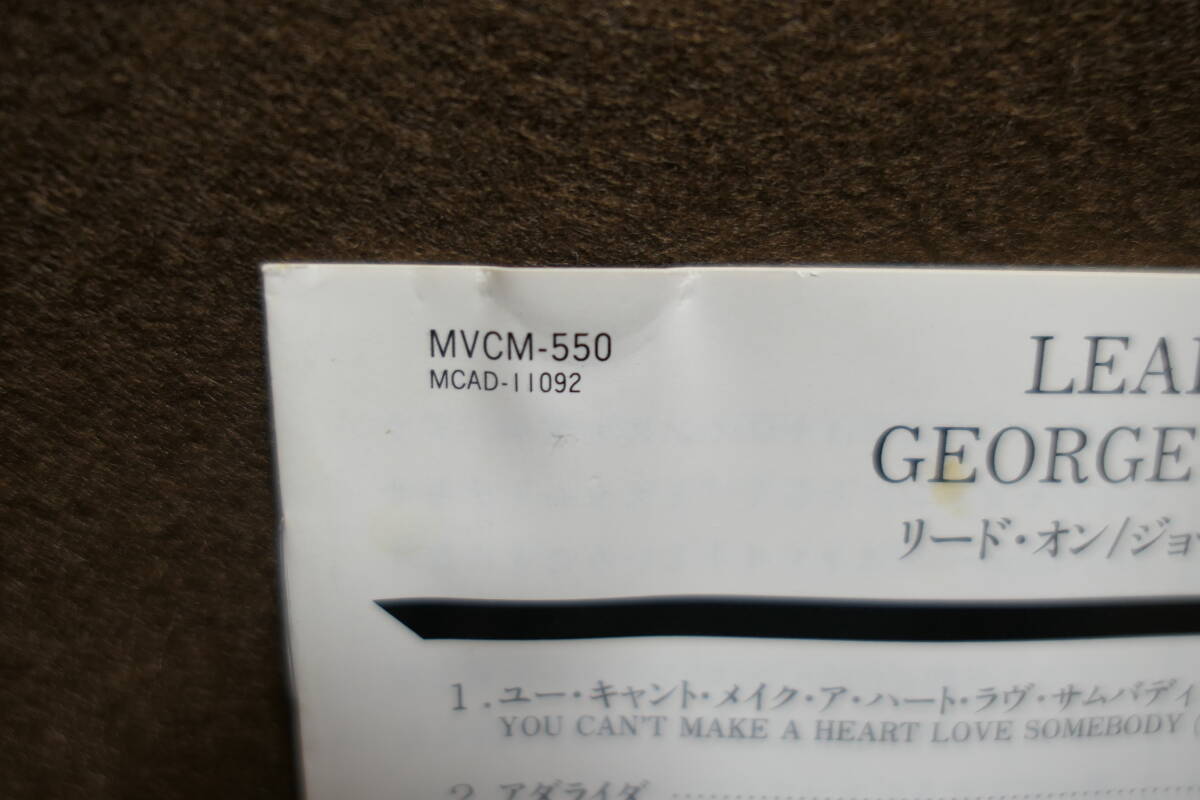 MVCM-550
MCAD-11092
LEA
GEORGE
リード・オン/ジョ
1.ユー・キャント・メイク・ア・ハート・ラヴ・サムバディ
YOU CAN'T MAKE A HEART LOVE SOMEBODY (
2.アダライダ ........................